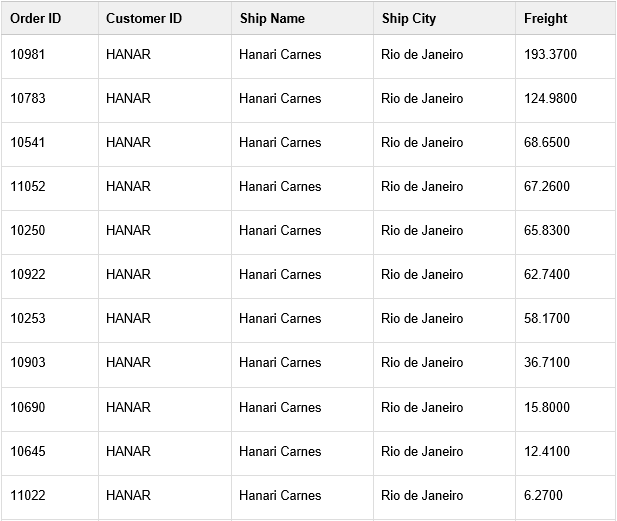 Order ID Customer ID Ship Name Ship City Freight
10981 HANAR Hanari Carnes Rio de Janeiro 193.3700
10783 HANAR Hanari Carnes Rio de Janeiro 124.9800
10541 HANAR Hanari Carnes Rio de Janeiro 68.6500
11052 HANAR Hanari Carnes Rio de Janeiro 67.2600
10250 HANAR Hanari Carnes Rio de Janeiro 65.8300
10922 HANAR Hanari Carnes Rio de Janeiro 62.7400
10253 HANAR Hanari Carnes Rio de Janeiro 58.1700
10903 HANAR Hanari Carnes Rio de Janeiro 36.7100
10690 HANAR Hanari Carnes Rio de Janeiro 15.8000
10645 HANAR Hanari Carnes Rio de Janeiro 12.4100
11022 HANAR Hanari Carnes Rio de Janeiro 6.2700